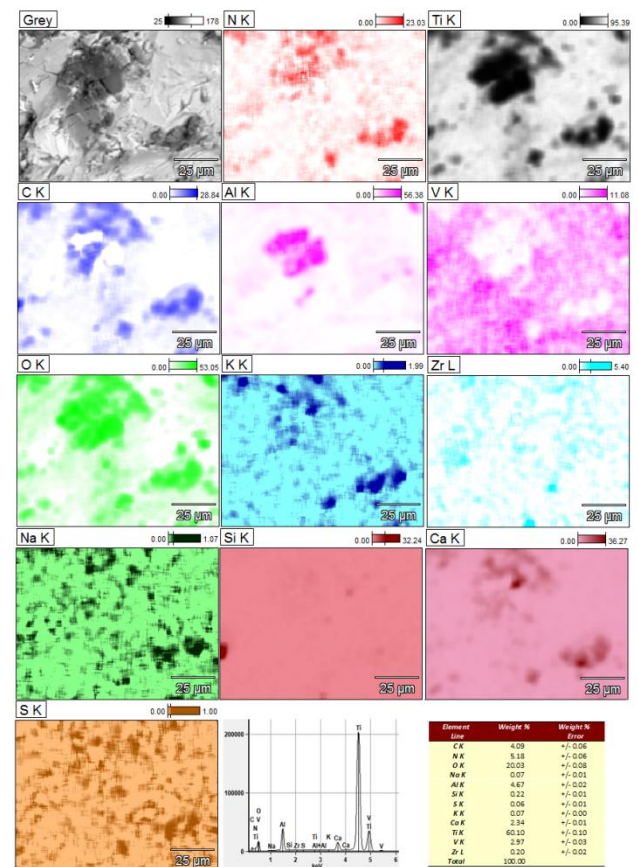 Grey 25 178 N K 0.00 23.03 Ti K 0.00 95.39
25 µm 25 µm 25 µm
C K 0.00 28.84 Al K 0.00 56.38 V K 0.00 11.08
25 µm 25 µm 25 µm
O K 0.00 53.05 K K 0.00 1.99 Zr L 0.00 5.40
25 µm 25 µm 25 µm
Na K 0.00 1.07 Si K 0.00 32.24 Ca K 0.00 36.27
25 µm 25 µm 25 µm
S K 0.00 1.00
25 µm
200000
100000
0
Ti
O
C V
N
Ti
Al
Na
Si Zr S
Ti
Al+Al
K Ca
Ca
V
Ti
V
0 1 2 3 4 5 6
keV
Element Line Weight % Weight % Error
C K 4.09 +/- 0.06
N K 5.18 +/- 0.06
O K 20.03 +/- 0.08
Na K 0.07 +/- 0.01
Al K 4.67 +/- 0.02
Si K 0.22 +/- 0.01
S K 0.06 +/- 0.01
K K 0.07 +/- 0.00
Ca K 2.34 +/- 0.01
Ti K 60.10 +/- 0.10
V K 2.97 +/- 0.03
Zr L 0.20 +/- 0.02
Total 100.00